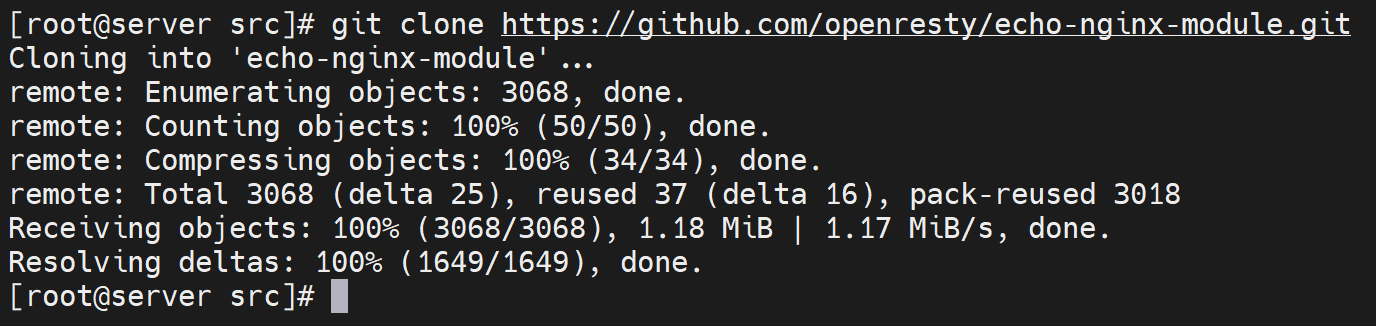 [root@server src]# git clone https://github.com/openresty/echo-nginx-module.git
Cloning into 'echo-nginx-module'...
remote: Enumerating objects: 3068, done.
remote: Counting objects: 100% (50/50), done.
remote: Compressing objects: 100% (34/34), done.
remote: Total 3068 (delta 25), reused 37 (delta 16), pack-reused 3018
Receiving objects: 100% (3068/3068), 1.18 MiB | 1.17 MiB/s, done.
Resolving deltas: 100% (1649/1649), done.
[root@server src]#